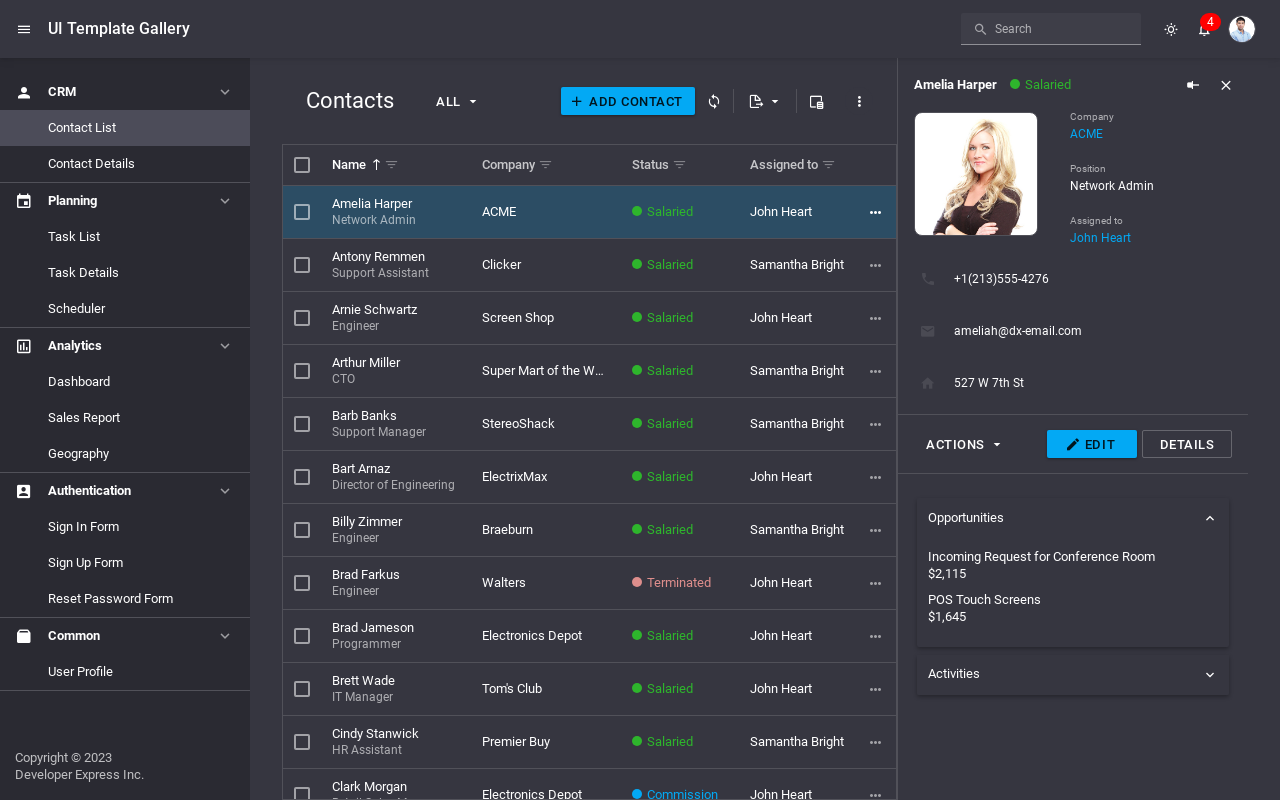 UI Template Gallery
Search
4
CRM
Contact List
Contact Details
Planning
Task List
Task Details
Scheduler
Analytics
Dashboard
Sales Report
Geography
Authentication
Sign In Form
Sign Up Form
Reset Password Form
Common
User Profile
Copyright © 2023
Developer Express Inc.
Contacts
ALL
ADD CONTACT
Name Company Status Assigned to
Amelia Harper
Network Admin
ACME
Salaried
John Heart
Antony Remmen
Support Assistant
Clicker
Salaried
Samantha Bright
Arnie Schwartz
Engineer
Screen Shop
Salaried
John Heart
Arthur Miller
CTO
Super Mart of the W...
Salaried
Samantha Bright
Barb Banks
Support Manager
StereoShack
Salaried
Samantha Bright
Bart Arnaz
Director of Engineering
ElectrixMax
Salaried
John Heart
Billy Zimmer
Engineer
Braeburn
Salaried
Samantha Bright
Brad Farkus
Engineer
Walters
Terminated
John Heart
Brad Jameson
Programmer
Electronics Depot
Salaried
John Heart
Brett Wade
IT Manager
Tom's Club
Salaried
John Heart
Cindy Stanwick
HR Assistant
Premier Buy
Salaried
Samantha Bright
Clark Morgan
Electronics Depot
Commission
John Heart
Amelia Harper
Salaried
Company
ACME
Position
Network Admin
Assigned to
John Heart
+1(213)555-4276
ameliah@dx-email.com
527 W 7th St
ACTIONS
EDIT
DETAILS
Opportunities
Incoming Request for Conference Room
$2,115
POS Touch Screens
$1,645
Activities